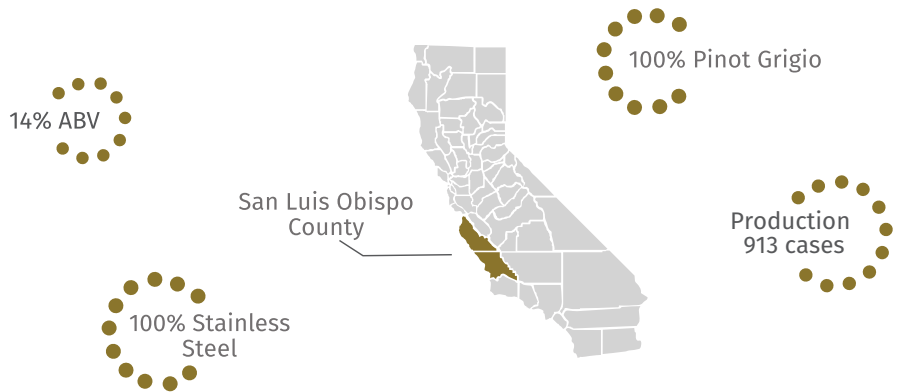 100% Pinot Grigio
14% ABV
San Luis Obispo
County
Production
913 cases
100% Stainless
Steel